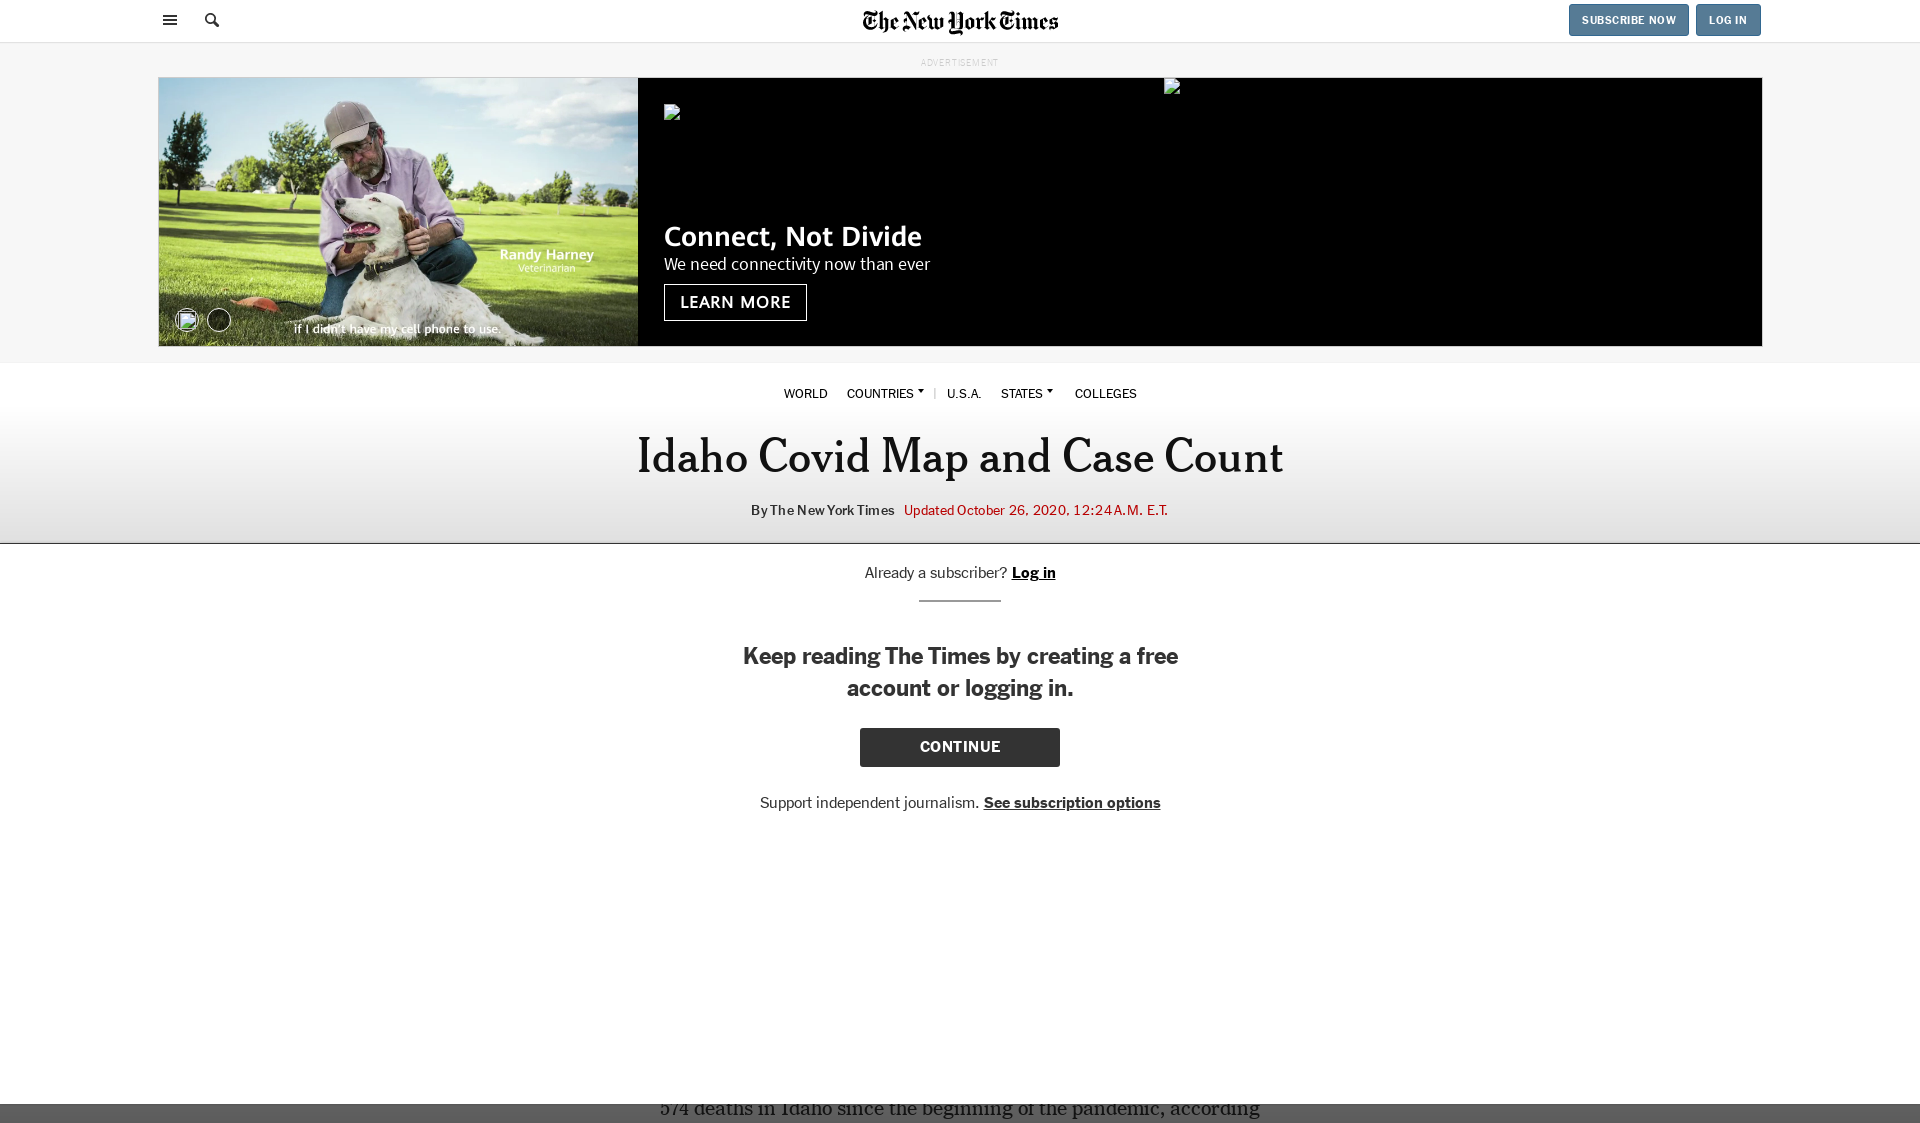 The New York Times
SUBSCRIBE NOW
LOG IN
ADVERTISEMENT
Randy Harney
Veterinarian
if I didn't have my cell phone to use.
Connect, Not Divide
We need connectivity now than ever
LEARN MORE
WORLD COUNTRIES | U.S.A. STATES COLLEGES
Idaho Covid Map and Case Count
By The New York Times Updated October 26, 2020, 12:24 A.M. E.T.
Already a subscriber? Log in
Keep reading The Times by creating a free
account or logging in.
CONTINUE
Support independent journalism. See subscription options
574 deaths in Idaho since the beginning of the pandemic, according